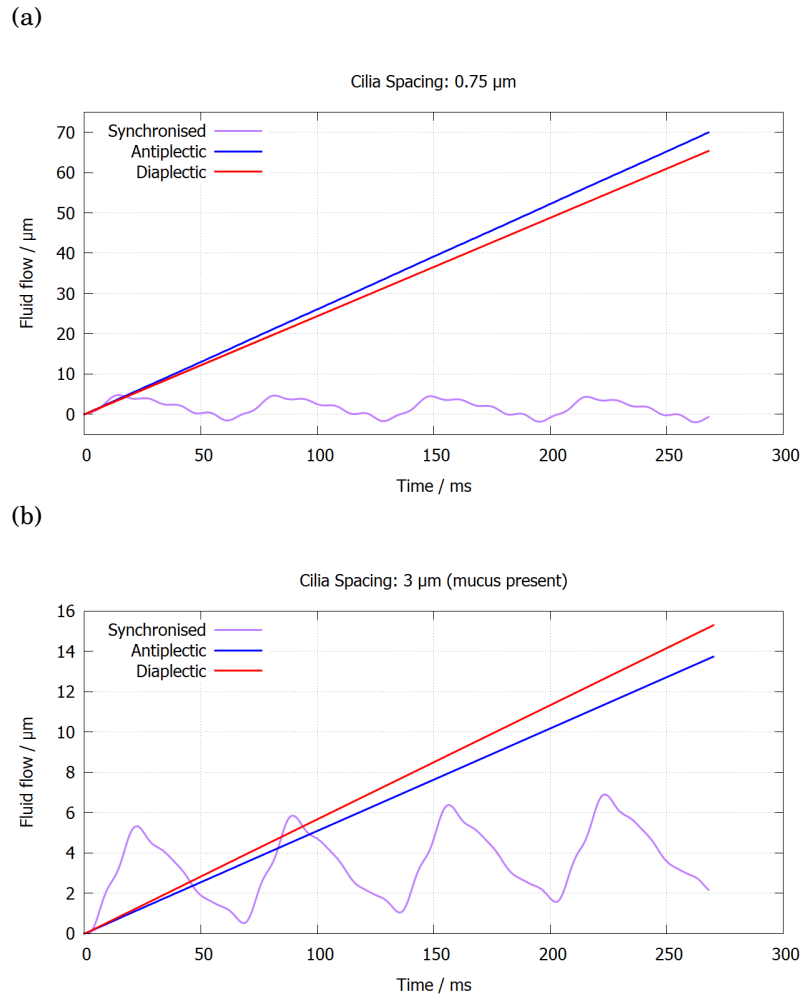 (a)
Cilia Spacing: 0.75 µm
Synchronised
Antiplectic
Diaplectic
Fluid flow / µm
70
60
50
40
30
20
10
0
0 50 100 150 200 250 300
Time / ms
(b)
Cilia Spacing: 3 µm (mucus present)
Synchronised
Antiplectic
Diaplectic
Fluid flow / µm
16
14
12
10
8
6
4
2
0
0 50 100 150 200 250 300
Time / ms